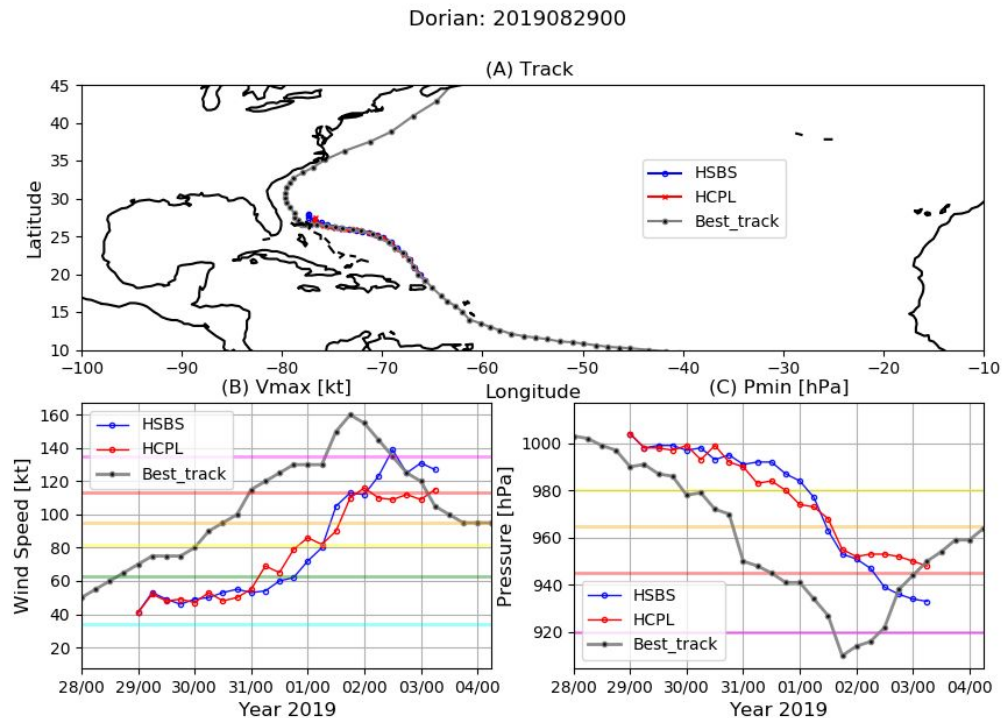 Dorian: 2019082900
(A) Track
Latitude
45
40
35
30
25
20
15
10
HSBS
HCPL
Best_track
−100
−90
−80
−70
−60
−50
−40
−30
−20
−10
Longitude
(B) Vmax [kt]
Wind Speed [kt]
160
140
120
100
80
60
40
20
HSBS
HCPL
Best_track
28/00
29/00
30/00
31/00
01/00
02/00
03/00
04/00
Year 2019
(C) Pmin [hPa]
Pressure [hPa]
1000
980
960
940
920
HSBS
HCPL
Best_track
28/00
29/00
30/00
31/00
01/00
02/00
03/00
04/00
Year 2019